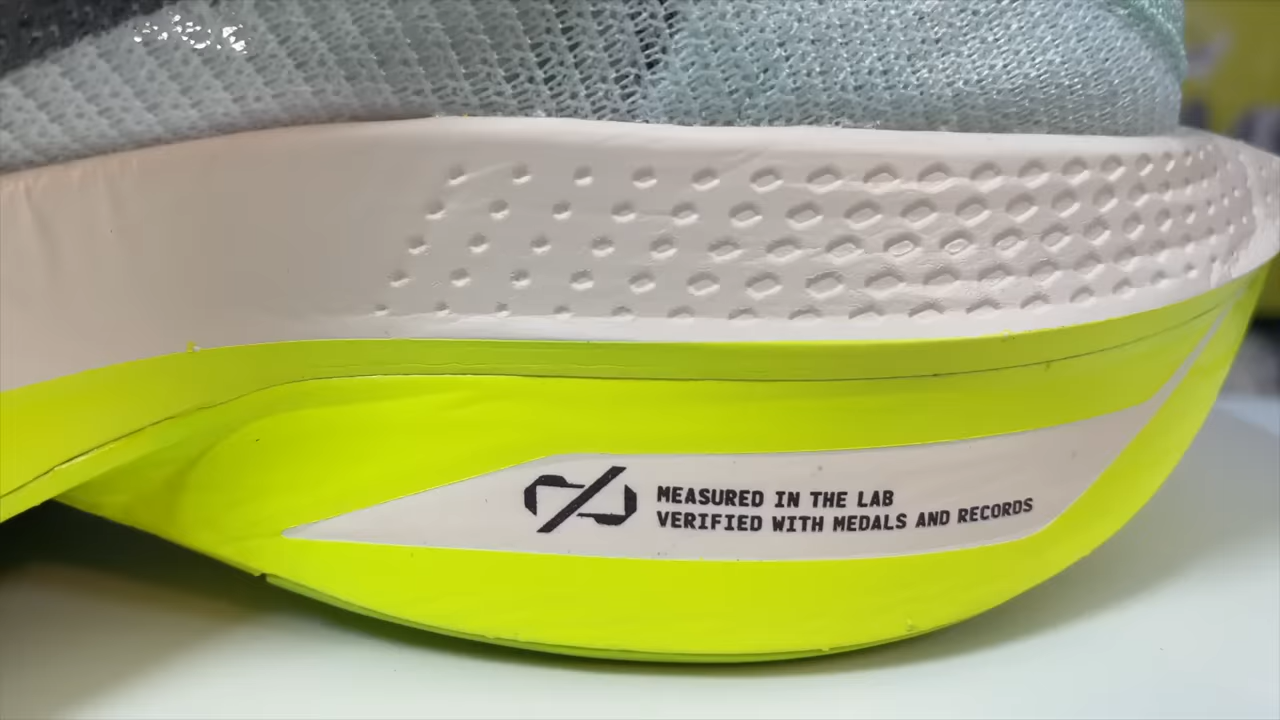 MEASURED IN THE LAB
VERIFIED WITH MEDALS AND RECORDS